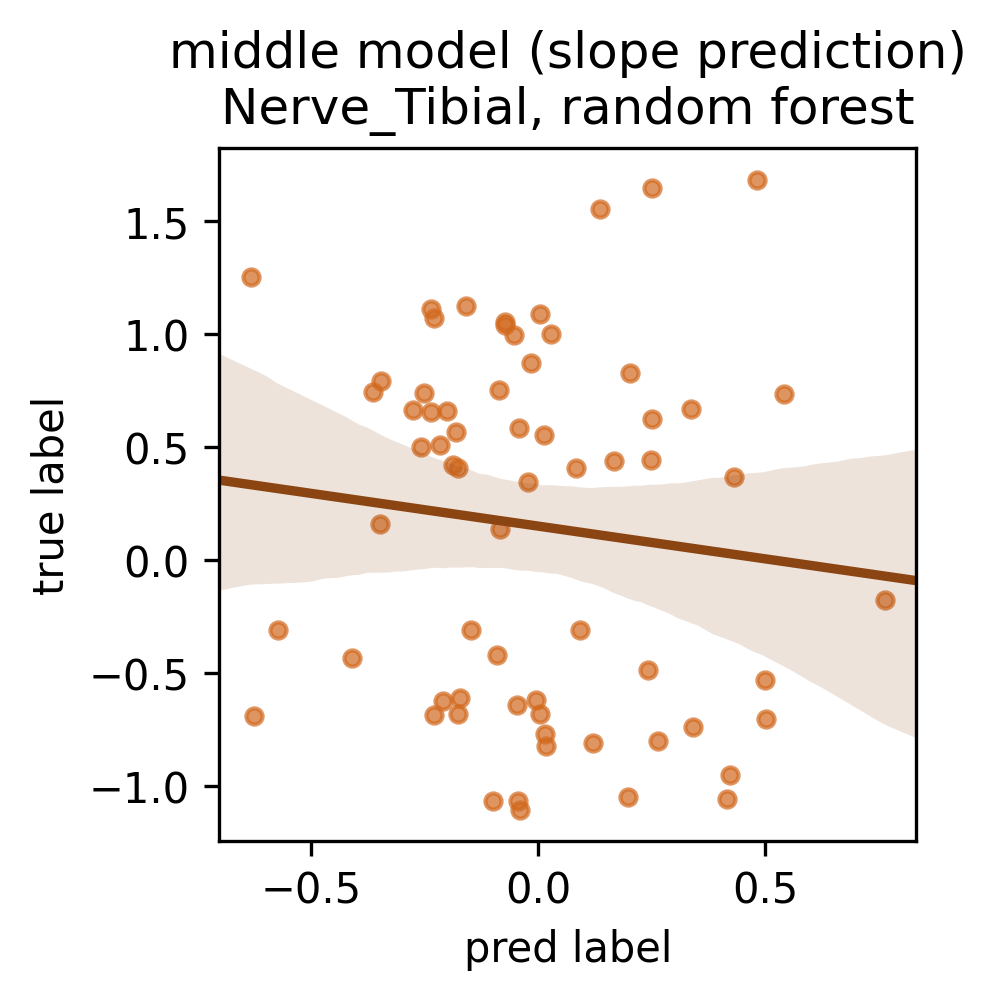 middle model (slope prediction)
Nerve_Tibial, random forest
1.5
1.0
0.5
0.0
−0.5
−1.0
true label
−0.5
0.0
0.5
pred label